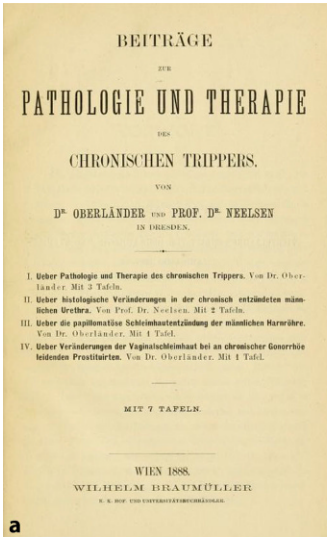 BEITRÄGE
ZUR
PATHOLOGIE UND THERAPIE
DES
CHRONISCHEN TRIPPERS,
VON
DR. OBERLÄNDER UND PROF. DR. NEELSEN
IN DRESDEN.
I. Ueber Pathologie und Therapie des chronischen Trippers. Von Dr. Ober-
länder. Mit 3 Tafeln.
II. Ueber histologische Veränderungen in der chronisch entzündeten männ-
lichen Urethra. Von Prof. Dr. Neelsen. Mit 2 Tafeln.
III. Ueber die papillomatöse Schleimhautentzündung der männlichen Harnröhre.
Von Dr. Oberländer. Mit 1 Tafel.
IV. Ueber Veränderungen der Vaginalschleimhaut bei an chronischer Gonorrhöe
leidenden Prostituirten. Von Dr. Oberländer. Mit 1 Tafel.
MIT 7 TAFELN.
WIEN 1888.
WILHELM BRAUMÜLLER
K. K. HOF- UND UNIVERSITÄTSBUCHHÄNDLER.
a